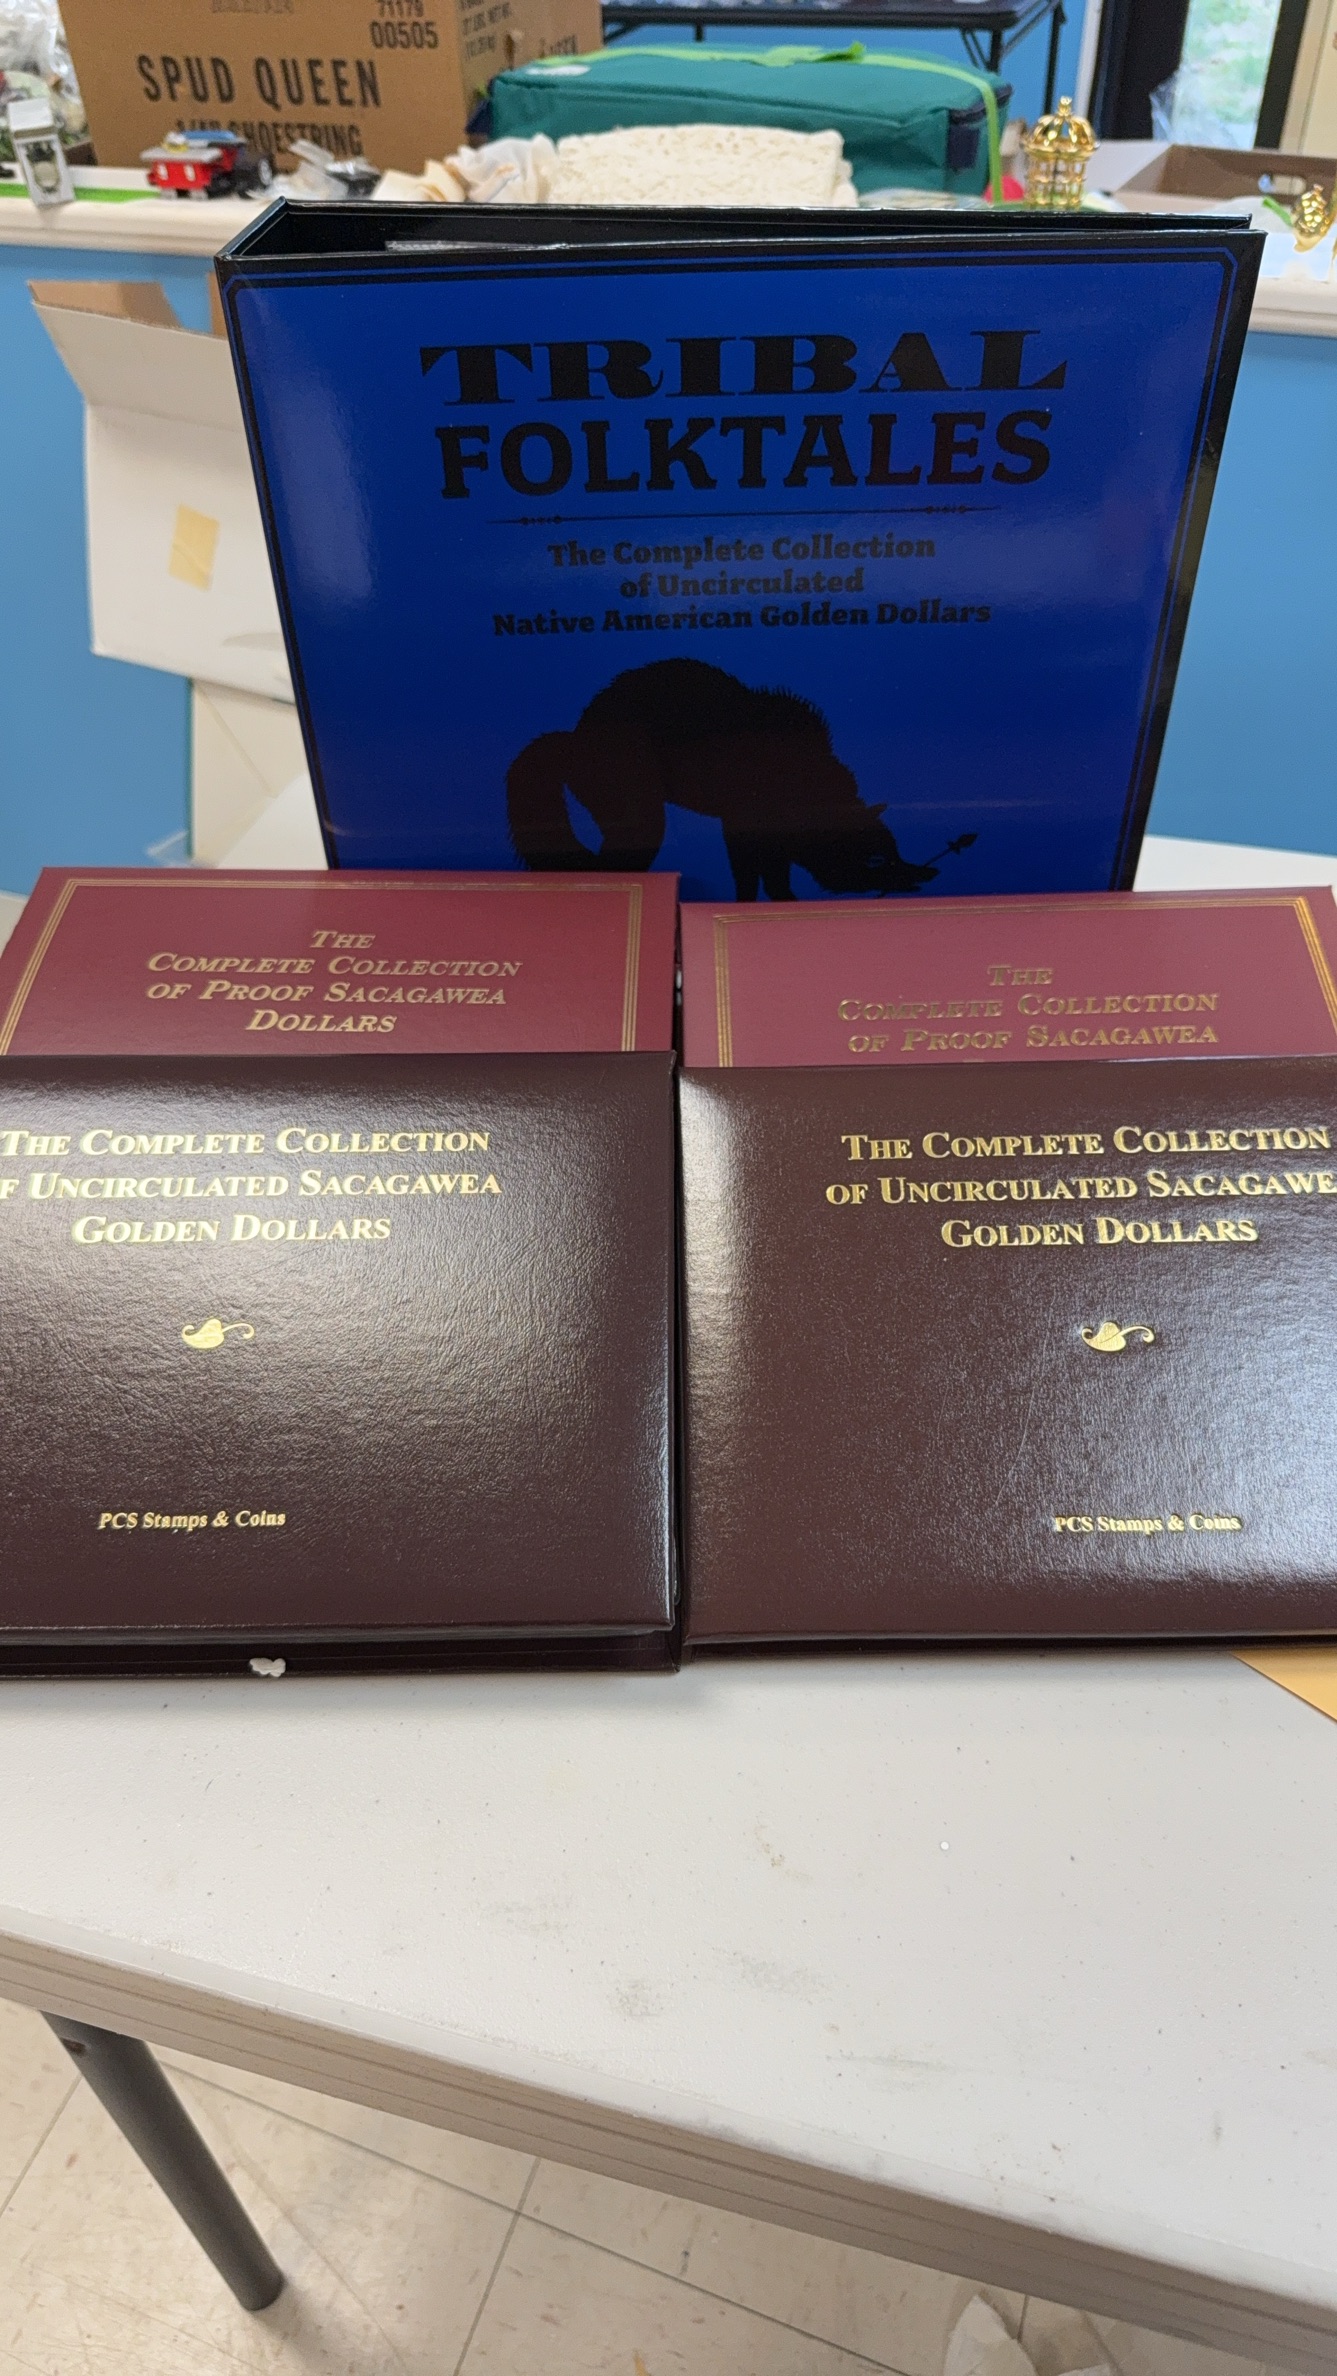 71179
00505
SPUD QUEEN
SHOESTRING
TRIBAL
FOLKTALES
The Complete Collection
of Uncirculated
Native American Golden Dollars
THE
COMPLETE COLLECTION
OF PROOF SACAGAWEA
DOLLARS
THE
COMPLETE COLLECTION
OF PROOF SACAGAWEA
THE COMPLETE COLLECTION
F UNCIRCULATED SACAGAWEA
GOLDEN DOLLARS
PCS Stamps & Coins
THE COMPLETE COLLECTION
OF UNCIRCULATED SACAGAWE
GOLDEN DOLLARS
PCS Stamps & Coins